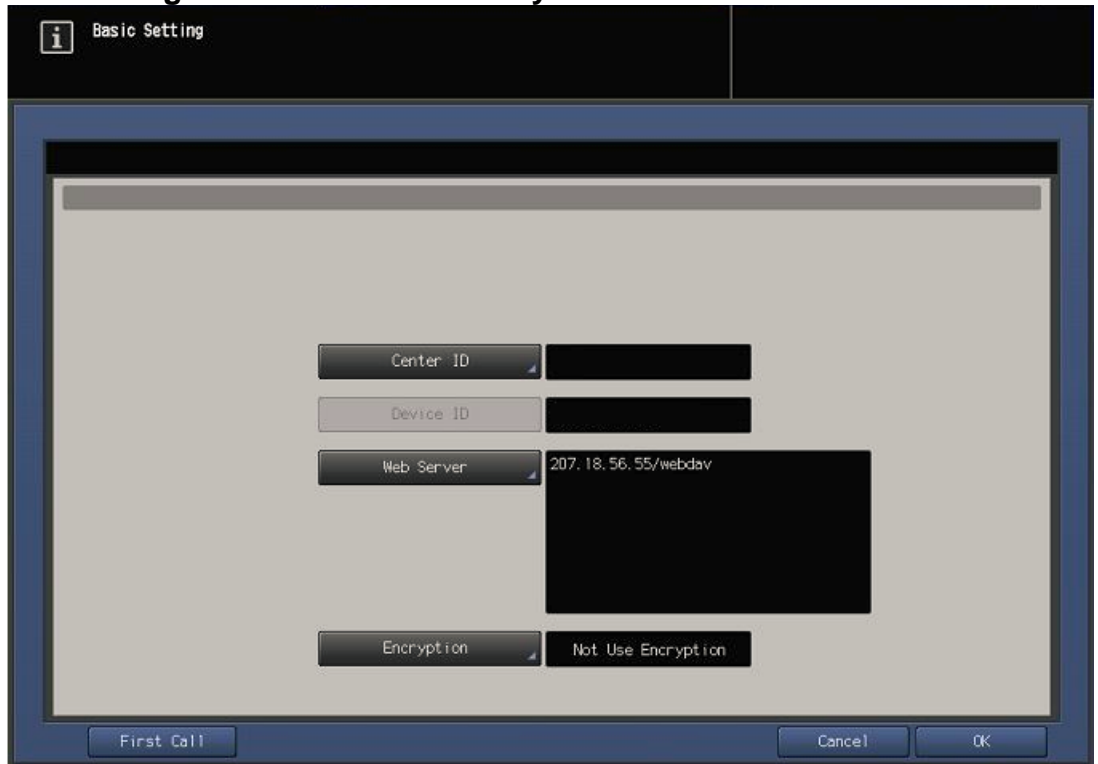 Basic Setting
Center ID
Device ID
Web Server
207.18.56.55/webdav
Encryption
Not Use Encryption
First Call
Cancel
OK